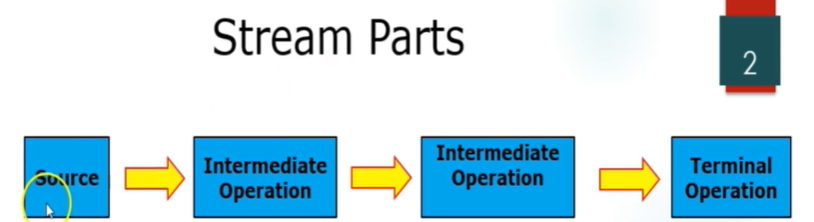 Stream Parts
2
Source
Intermediate
Operation
Intermediate
Operation
Terminal
Operation